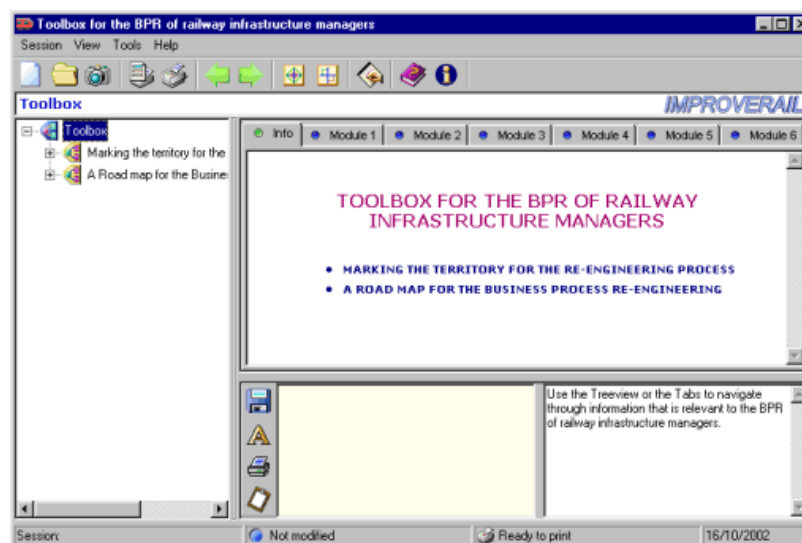 Toolbox for the BPR of railway infrastructure managers
Session View Tools Help
Toolbox
IMPROVERAIL
Toolbox
Marking the territory for the
A Road map for the Busine
Info Module 1 Module 2 Module 3 Module 4 Module 5 Module 6
TOOLBOX FOR THE BPR OF RAILWAY
INFRASTRUCTURE MANAGERS
MARKING THE TERRITORY FOR THE RE-ENGINEERING PROCESS
A ROAD MAP FOR THE BUSINESS PROCESS RE-ENGINEERING
Use the Treeview or the Tabs to navigate
through information that is relevant to the BPR
of railway infrastructure managers.
Session: Not modified Ready to print 16/10/2002